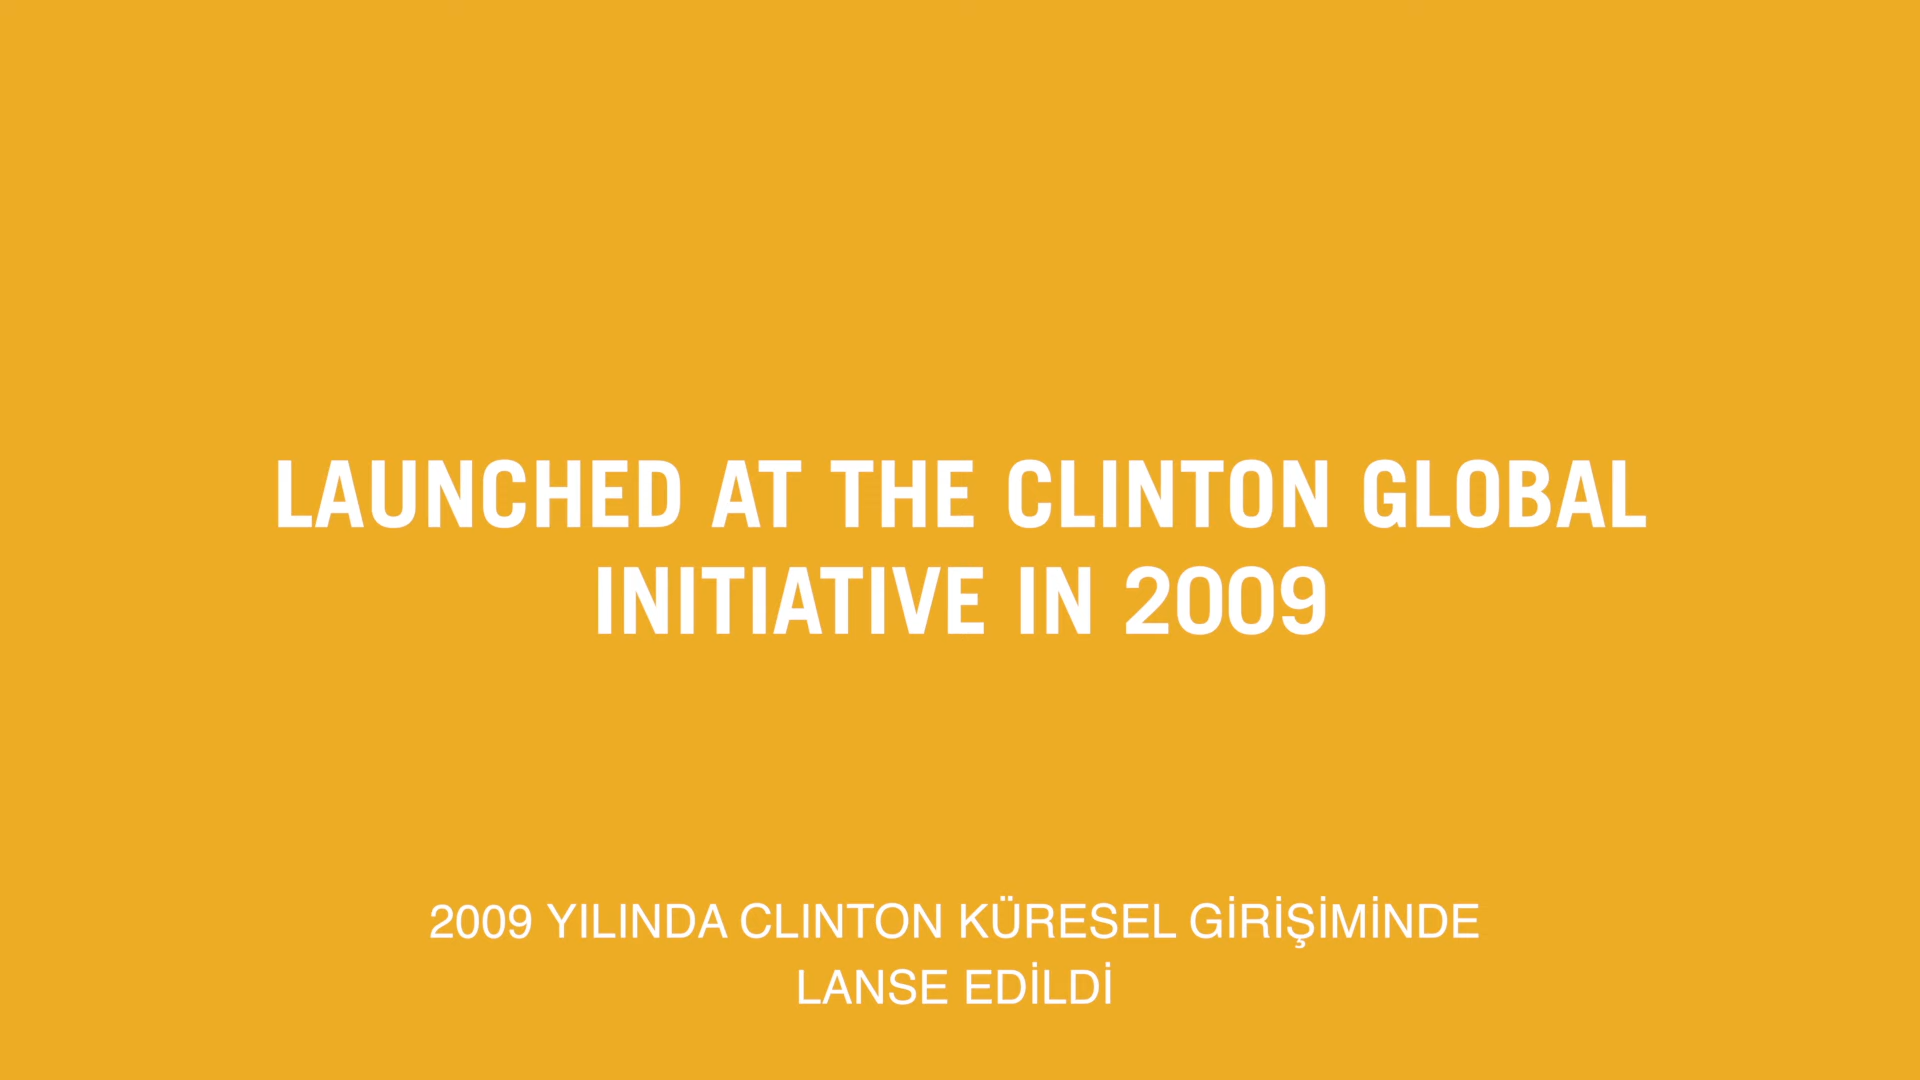 LAUNCHED AT THE CLINTON GLOBAL
INITIATIVE IN 2009
2009 YILINDA CLINTON KÜRESEL GİRİŞİMİNDE
LANSE EDİLDİ